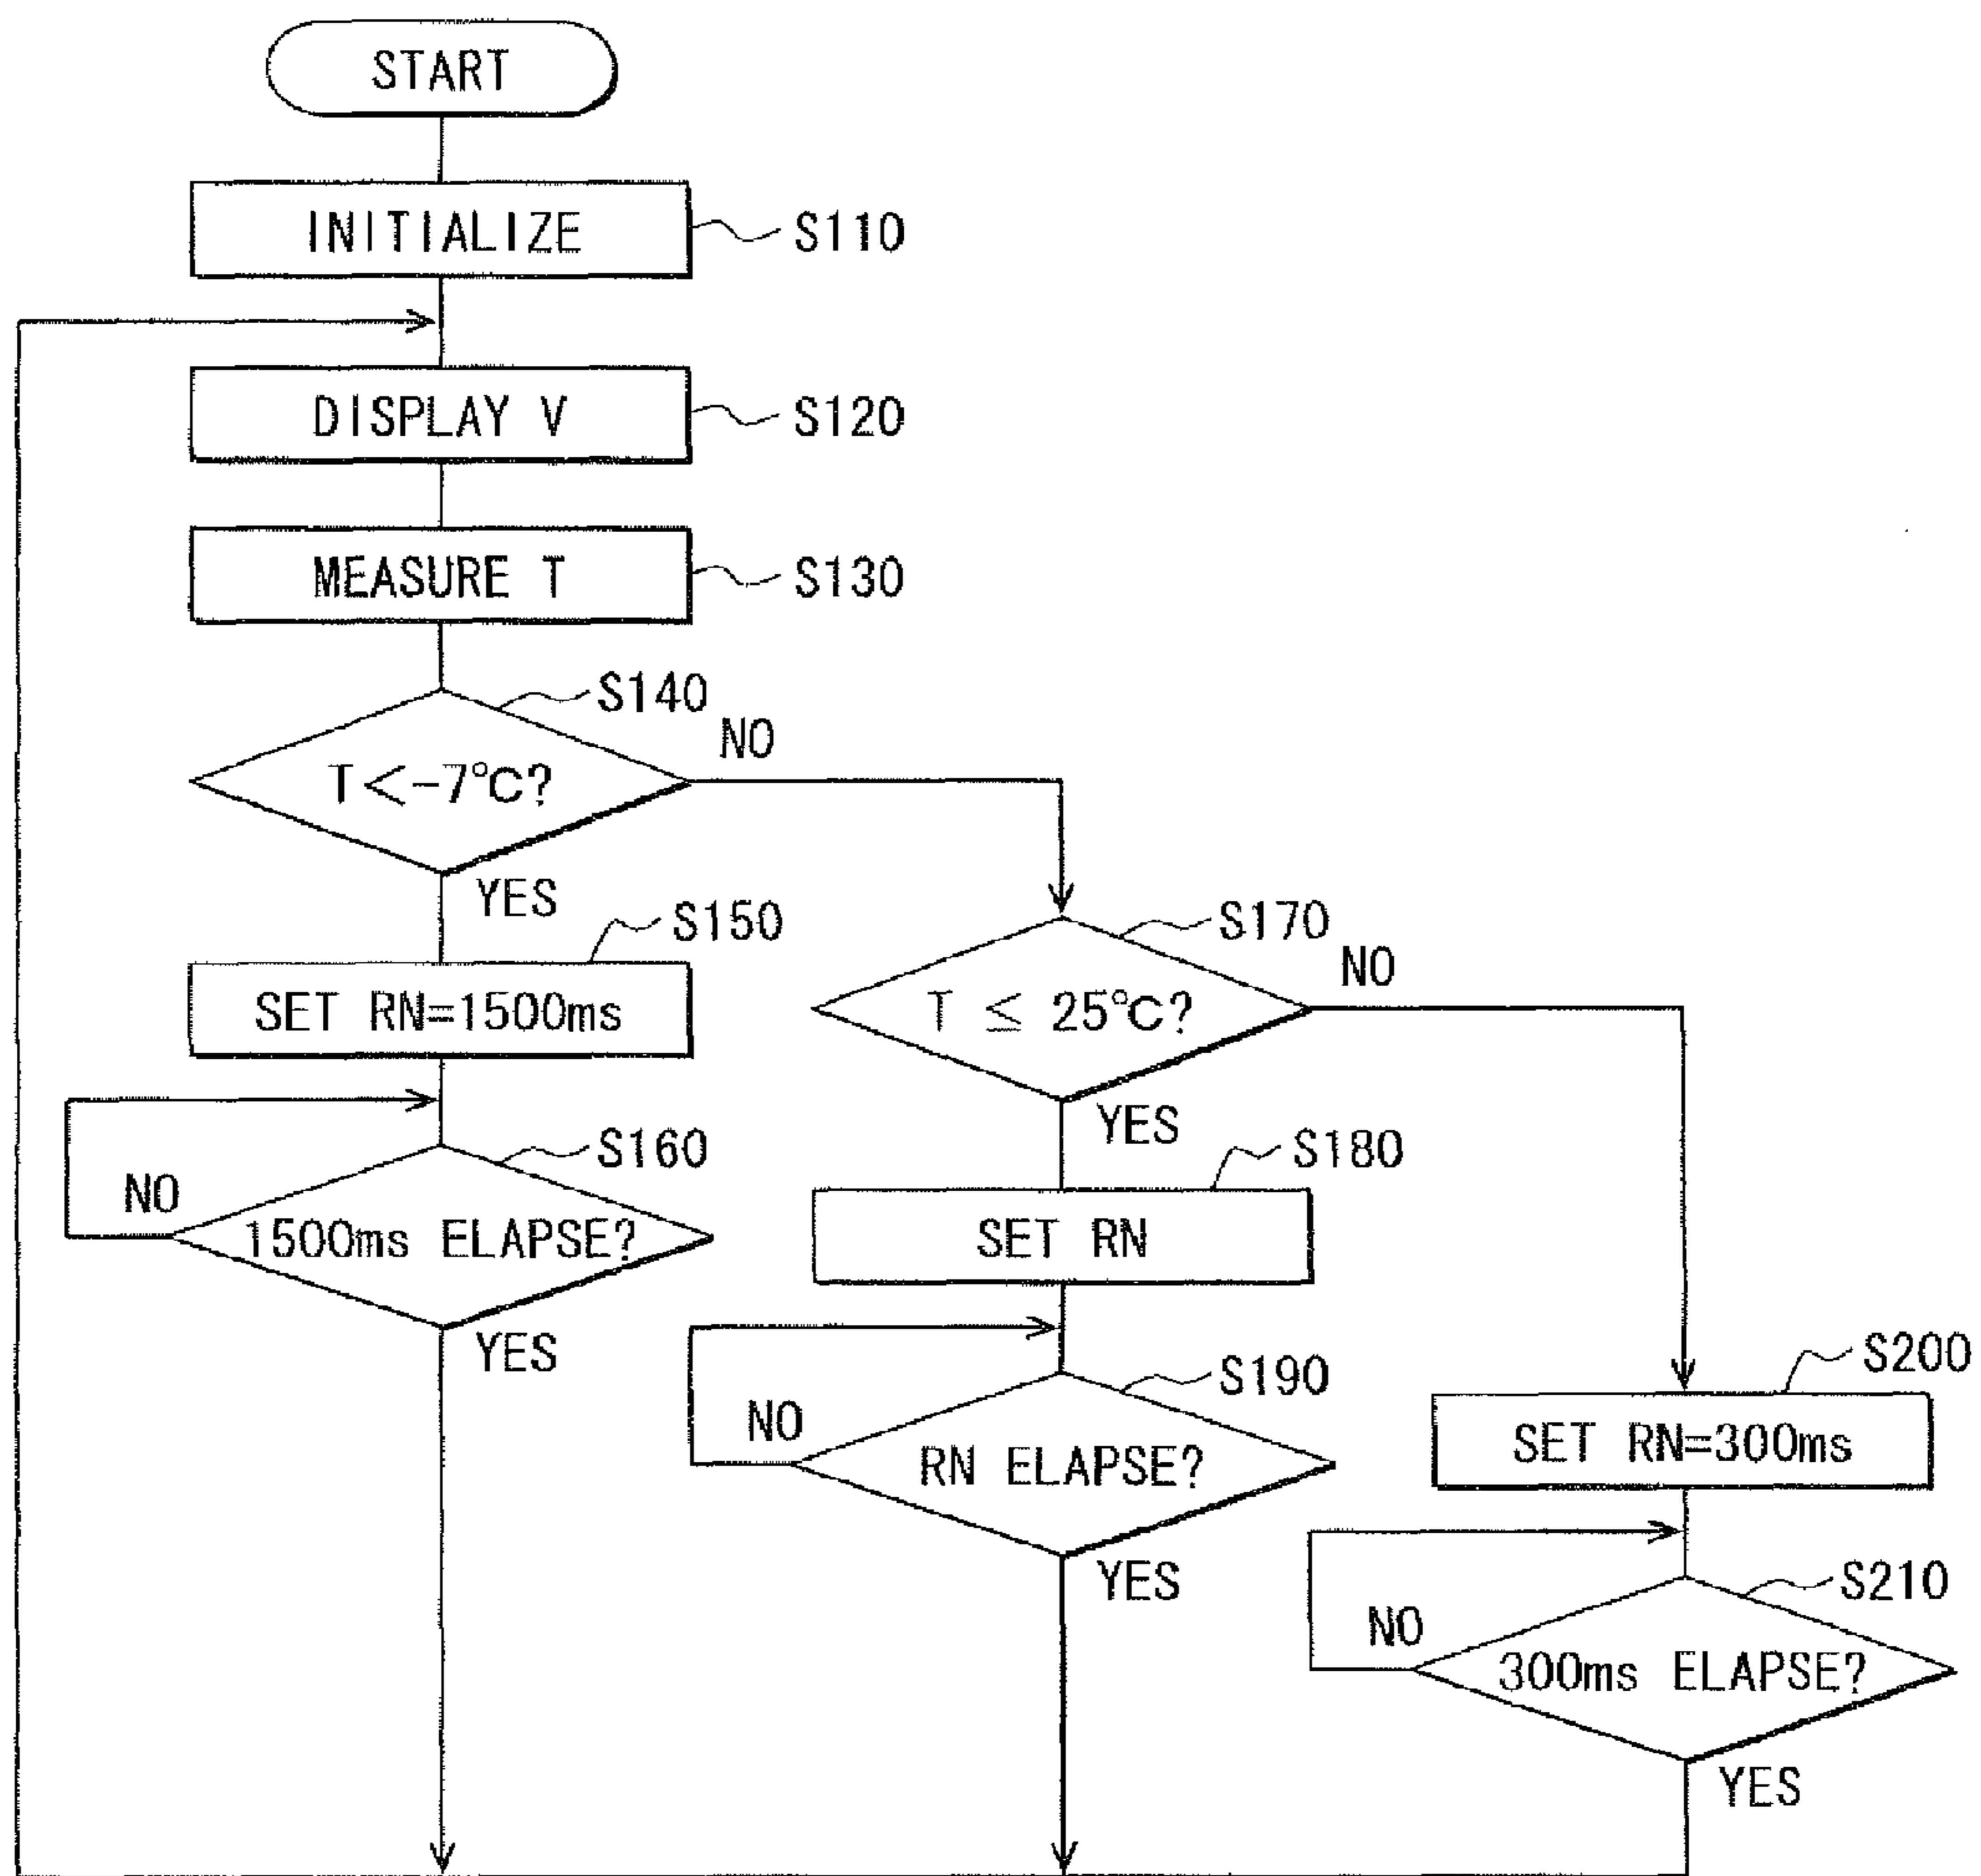 START
INITIALIZE
S110
DISPLAY V
S120
MEASURE T
S130
S140
T<-7°C?
NO
YES
S150
SET RN=1500ms
S160
NO
1500ms ELAPSE?
YES
S170
T ≤ 25°C?
NO
YES
S180
SET RN
S190
NO
RN ELAPSE?
YES
S200
SET RN=300ms
S210
NO
300ms ELAPSE?
YES